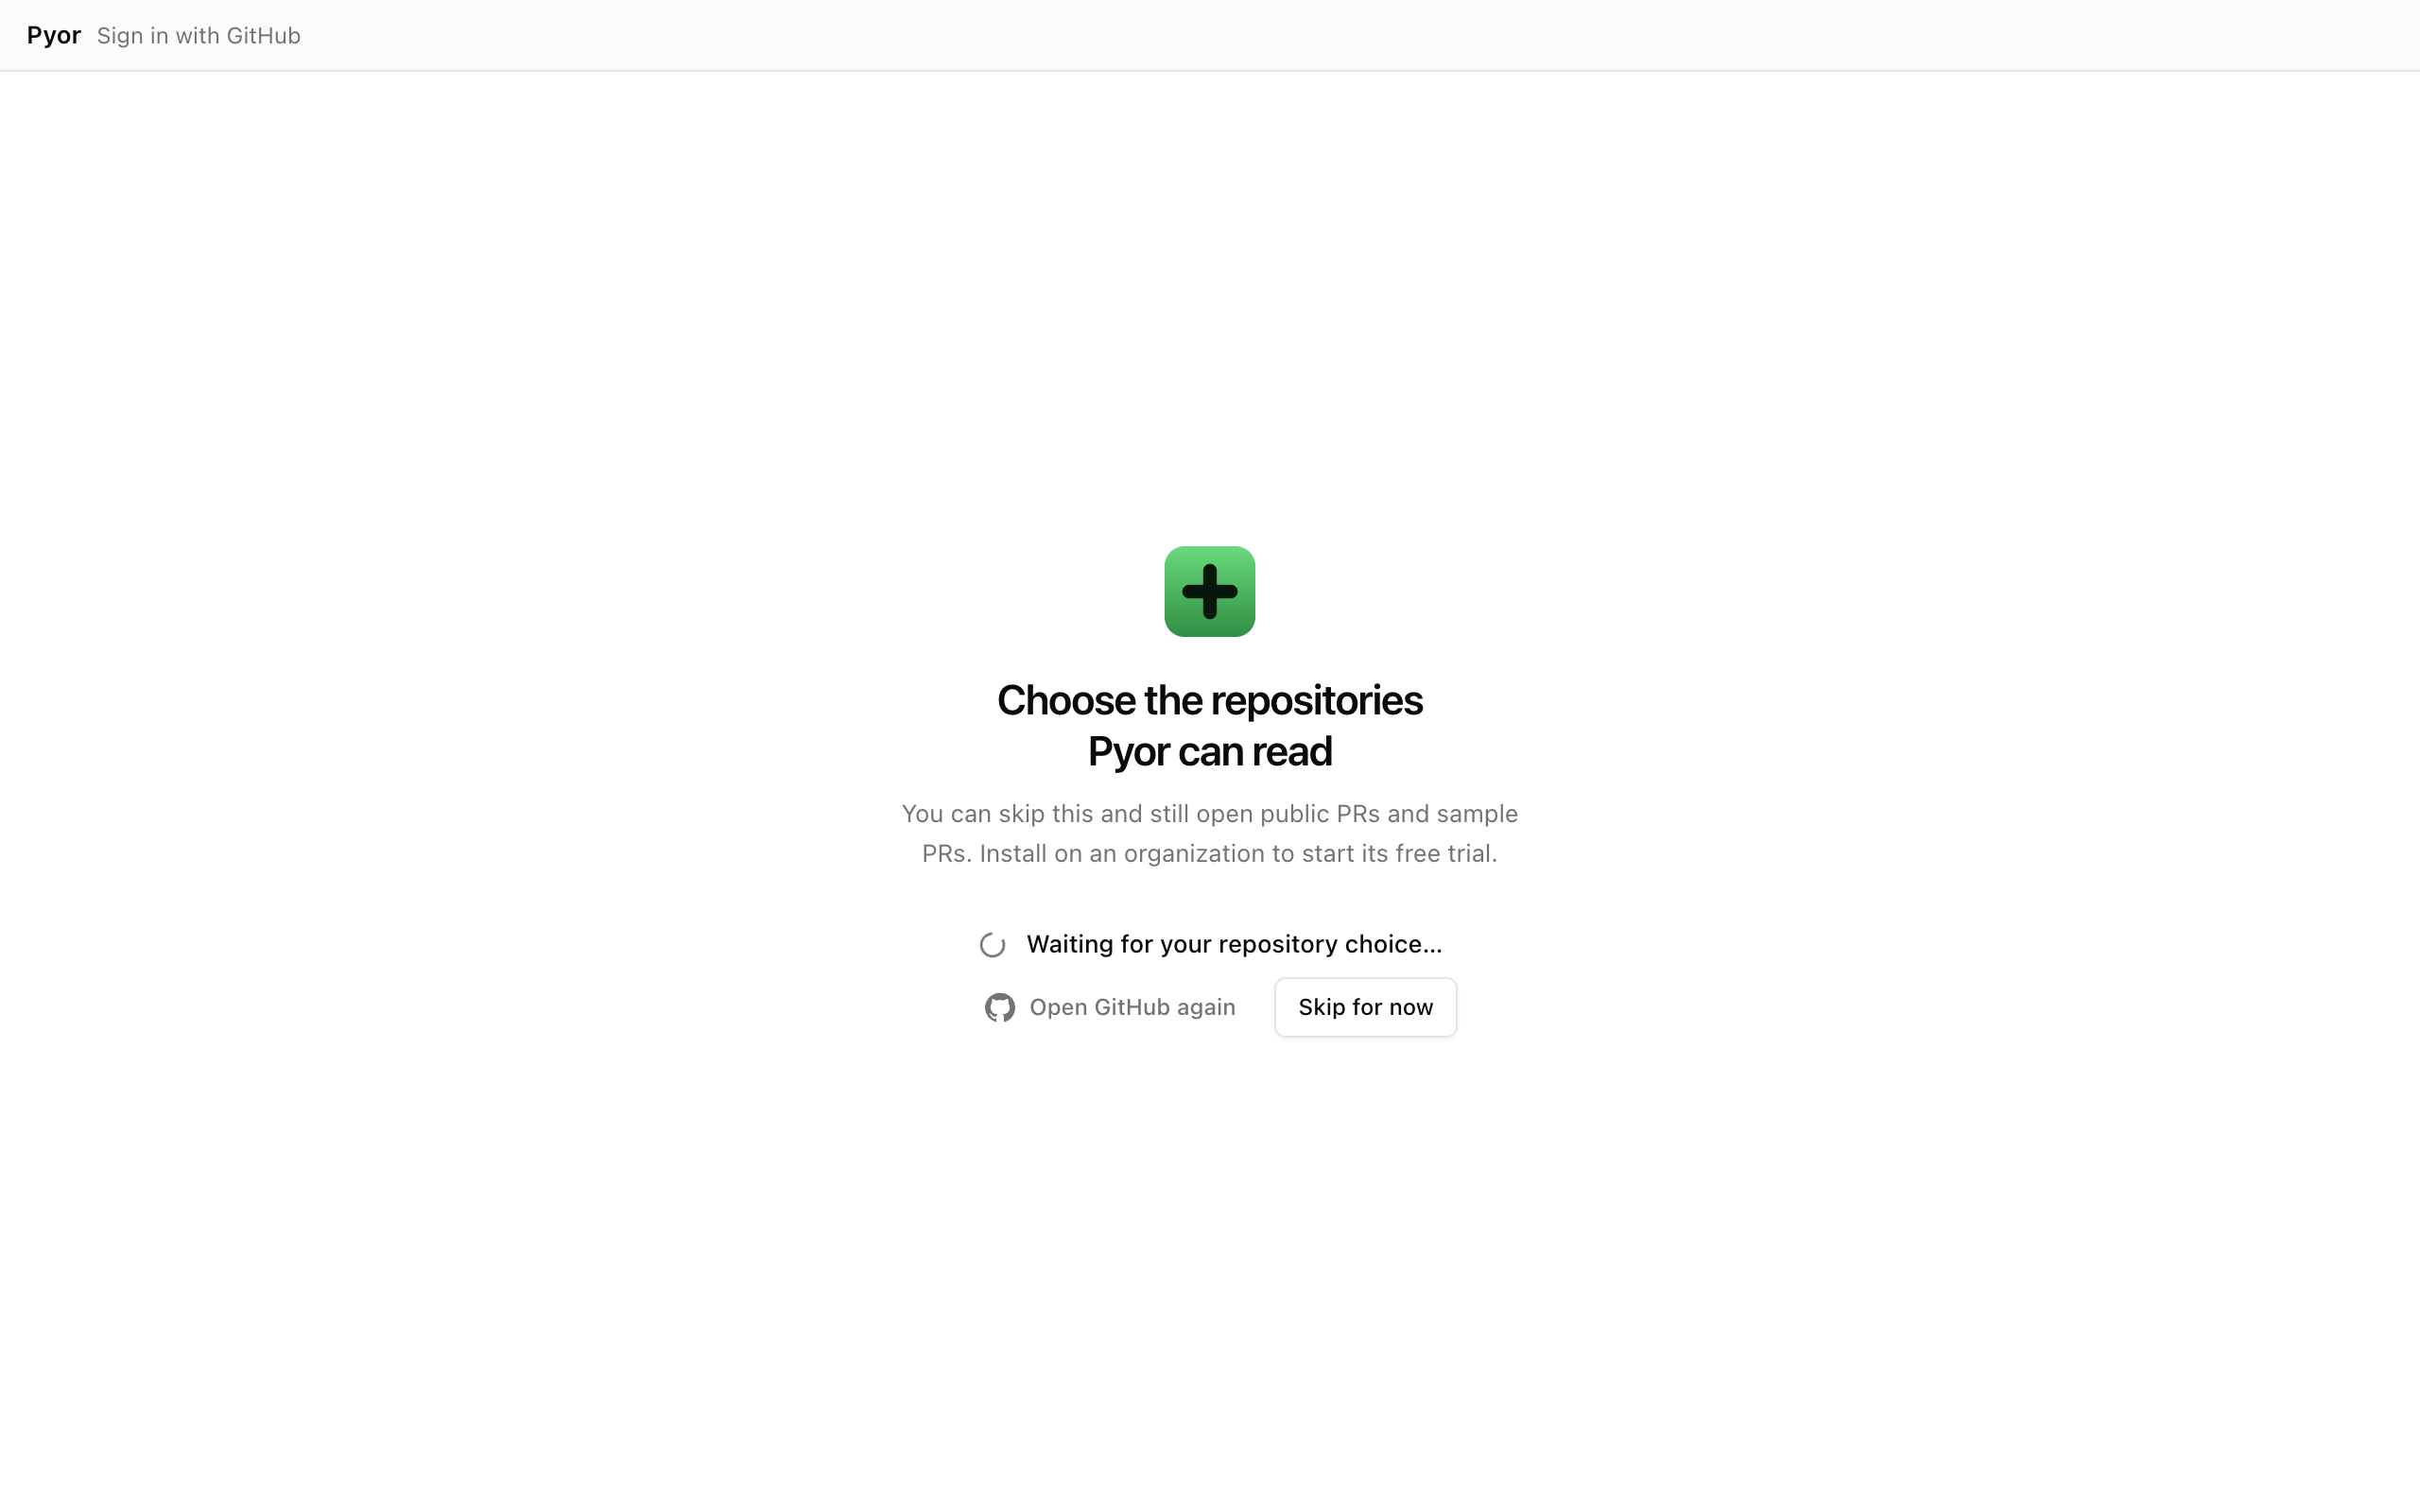 Pyor Sign in with GitHub
Choose the repositories
Pyor can read
You can skip this and still open public PRs and sample
PRs. Install on an organization to start its free trial.
Waiting for your repository choice...
Open GitHub again Skip for now